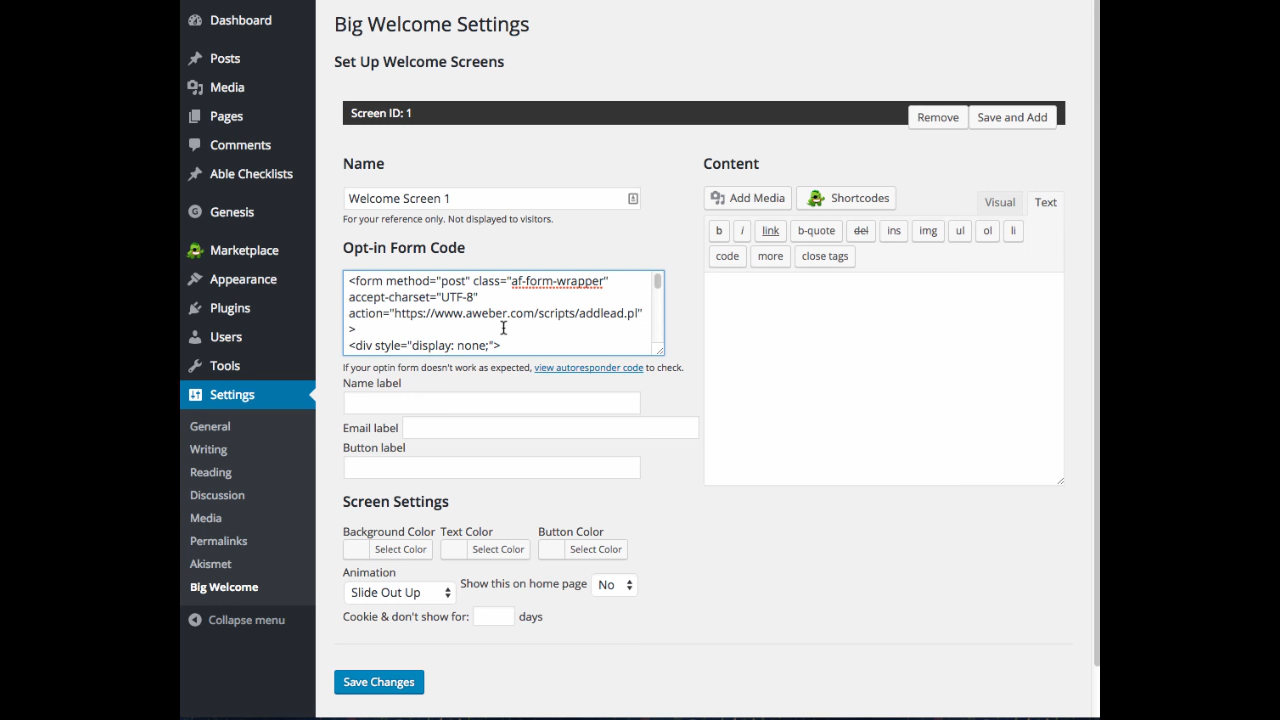 Dashboard
Posts
Media
Pages
Comments
Able Checklists
Genesis
Marketplace
Appearance
Plugins
Users
Tools
Settings
General
Writing
Reading
Discussion
Media
Permalinks
Akismet
Big Welcome
Collapse menu
Big Welcome Settings
Set Up Welcome Screens
Screen ID: 1
Remove
Save and Add
Name
Welcome Screen 1
For your reference only. Not displayed to visitors.
Opt-in Form Code
<form method="post" class="af-form-wrapper"
accept-charset="UTF-8"
action="https://www.aweber.com/scripts/addlead.pl"
>
<div style="display: none;">
If your optin form doesn't work as expected, view autoresponder code to check.
Name label
Email label
Button label
Screen Settings
Background Color Text Color Button Color
Select Color Select Color Select Color
Animation
Slide Out Up
Show this on home page No
Cookie & don't show for: days
Save Changes
Content
Add Media Shortcodes
Visual Text
b i link b-quote del ins img ul ol li
code more close tags